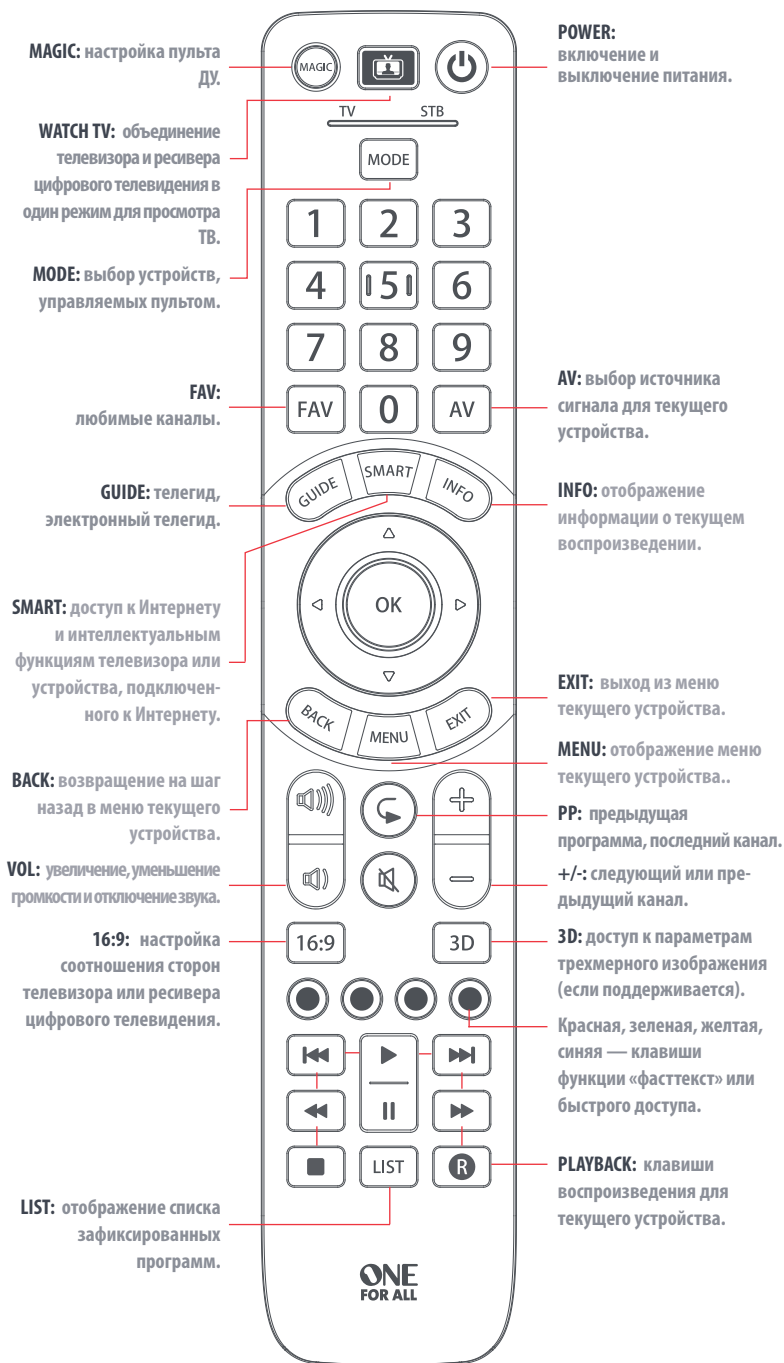 MAGIC: настройка пульта
ДУ.
WATCH TV: объединение
телевизора и ресивера
цифрового телевидения в
один режим для просмотра
ТВ.
MODE: выбор устройств,
управляемых пультом.
FAV:
любимые каналы.
GUIDE: телегид,
электронный телегид.
SMART: доступ к Интернету
и интеллектуальным
функциям телевизора или
устройства, подключен-
ного к Интернету.
BACK: возвращение на шаг
назад в меню текущего
устройства.
VOL: увеличение, уменьшение
громкости и отключение звука.
16:9: настройка
соотношения сторон
телевизора или ресивера
цифрового телевидения.
LIST: отображение списка
зафиксированных
программ.
MAGIC
TV STB
MODE
1 2 3
4 5 6
7 8 9
FAV 0 AV
GUIDE SMART INFO
OK
BACK MENU EXIT
16:9 3D
LIST R
ONE
FOR ALL
POWER:
включение и
выключение питания.
AV: выбор источника
сигнала для текущего
устройства.
INFO: отображение
информации о текущем
воспроизведении.
EXIT: выход из меню
текущего устройства.
MENU: отображение меню
текущего устройства..
PP: предыдущая
программа, последний канал.
+/-: следующий или пре-
дыдущий канал.
3D: доступ к параметрам
трехмерного изображения
(если поддерживается).
Красная, зеленая, желтая,
синяя — клавиши
функции «фасттекст» или
быстрого доступа.
PLAYBACK: клавиши
воспроизведения для
текущего устройства.